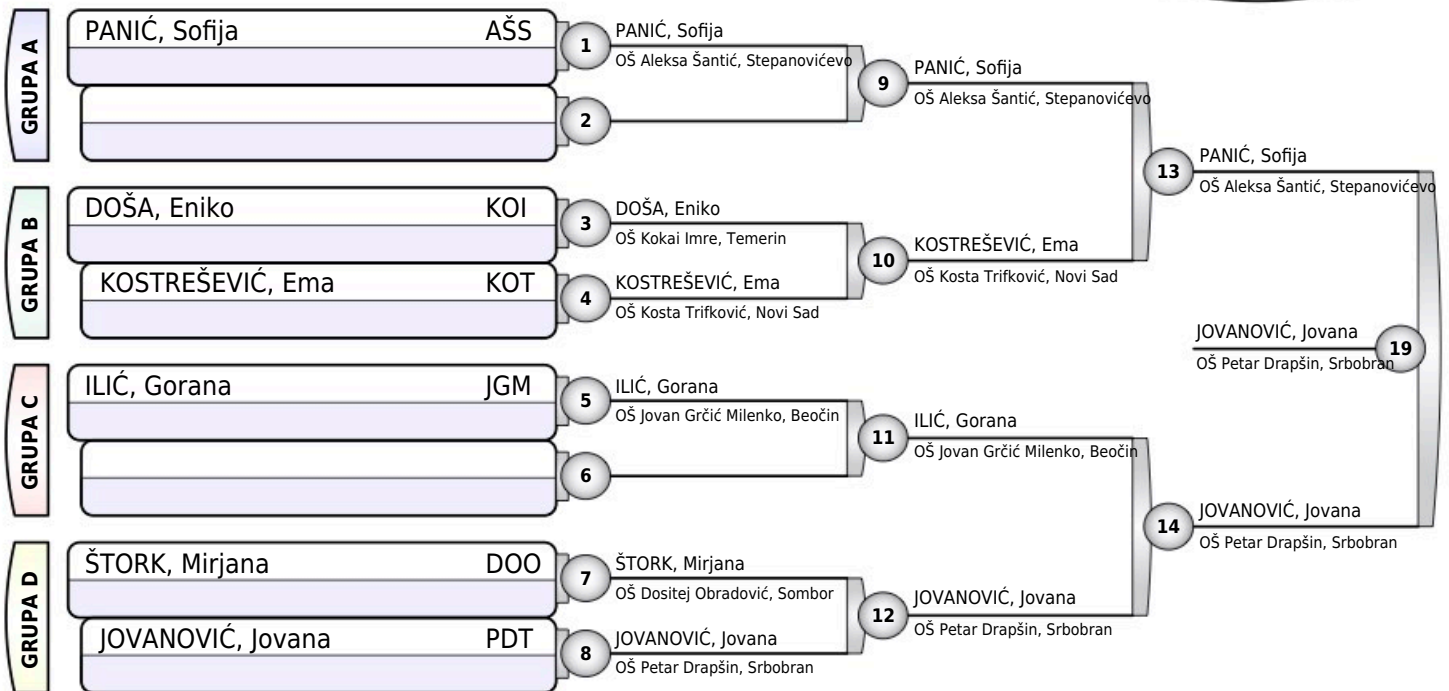 GRUPA A
PANIĆ, Sofija AŠS
1
PANIĆ, Sofija
OŠ Aleksa Šantić, Stepanovićevo
2
9
PANIĆ, Sofija
OŠ Aleksa Šantić, Stepanovićevo
13
PANIĆ, Sofija
OŠ Aleksa Šantić, Stepanovićevo
GRUPA B
DOŠA, Eniko KOI
3
DOŠA, Eniko
OŠ Kokai Imre, Temerin
KOSTREŠEVIĆ, Ema KOT
4
KOSTREŠEVIĆ, Ema
OŠ Kosta Trifković, Novi Sad
10
KOSTREŠEVIĆ, Ema
OŠ Kosta Trifković, Novi Sad
JOVANOVIĆ, Jovana
OŠ Petar Drapšin, Srbobran
19
GRUPA C
ILIĆ, Gorana JGM
5
ILIĆ, Gorana
OŠ Jovan Grčić Milenko, Beočin
6
11
ILIĆ, Gorana
OŠ Jovan Grčić Milenko, Beočin
14
JOVANOVIĆ, Jovana
OŠ Petar Drapšin, Srbobran
GRUPA D
ŠTORK, Mirjana DOO
7
ŠTORK, Mirjana
OŠ Dositej Obradović, Sombor
JOVANOVIĆ, Jovana PDT
8
JOVANOVIĆ, Jovana
OŠ Petar Drapšin, Srbobran
12
JOVANOVIĆ, Jovana
OŠ Petar Drapšin, Srbobran